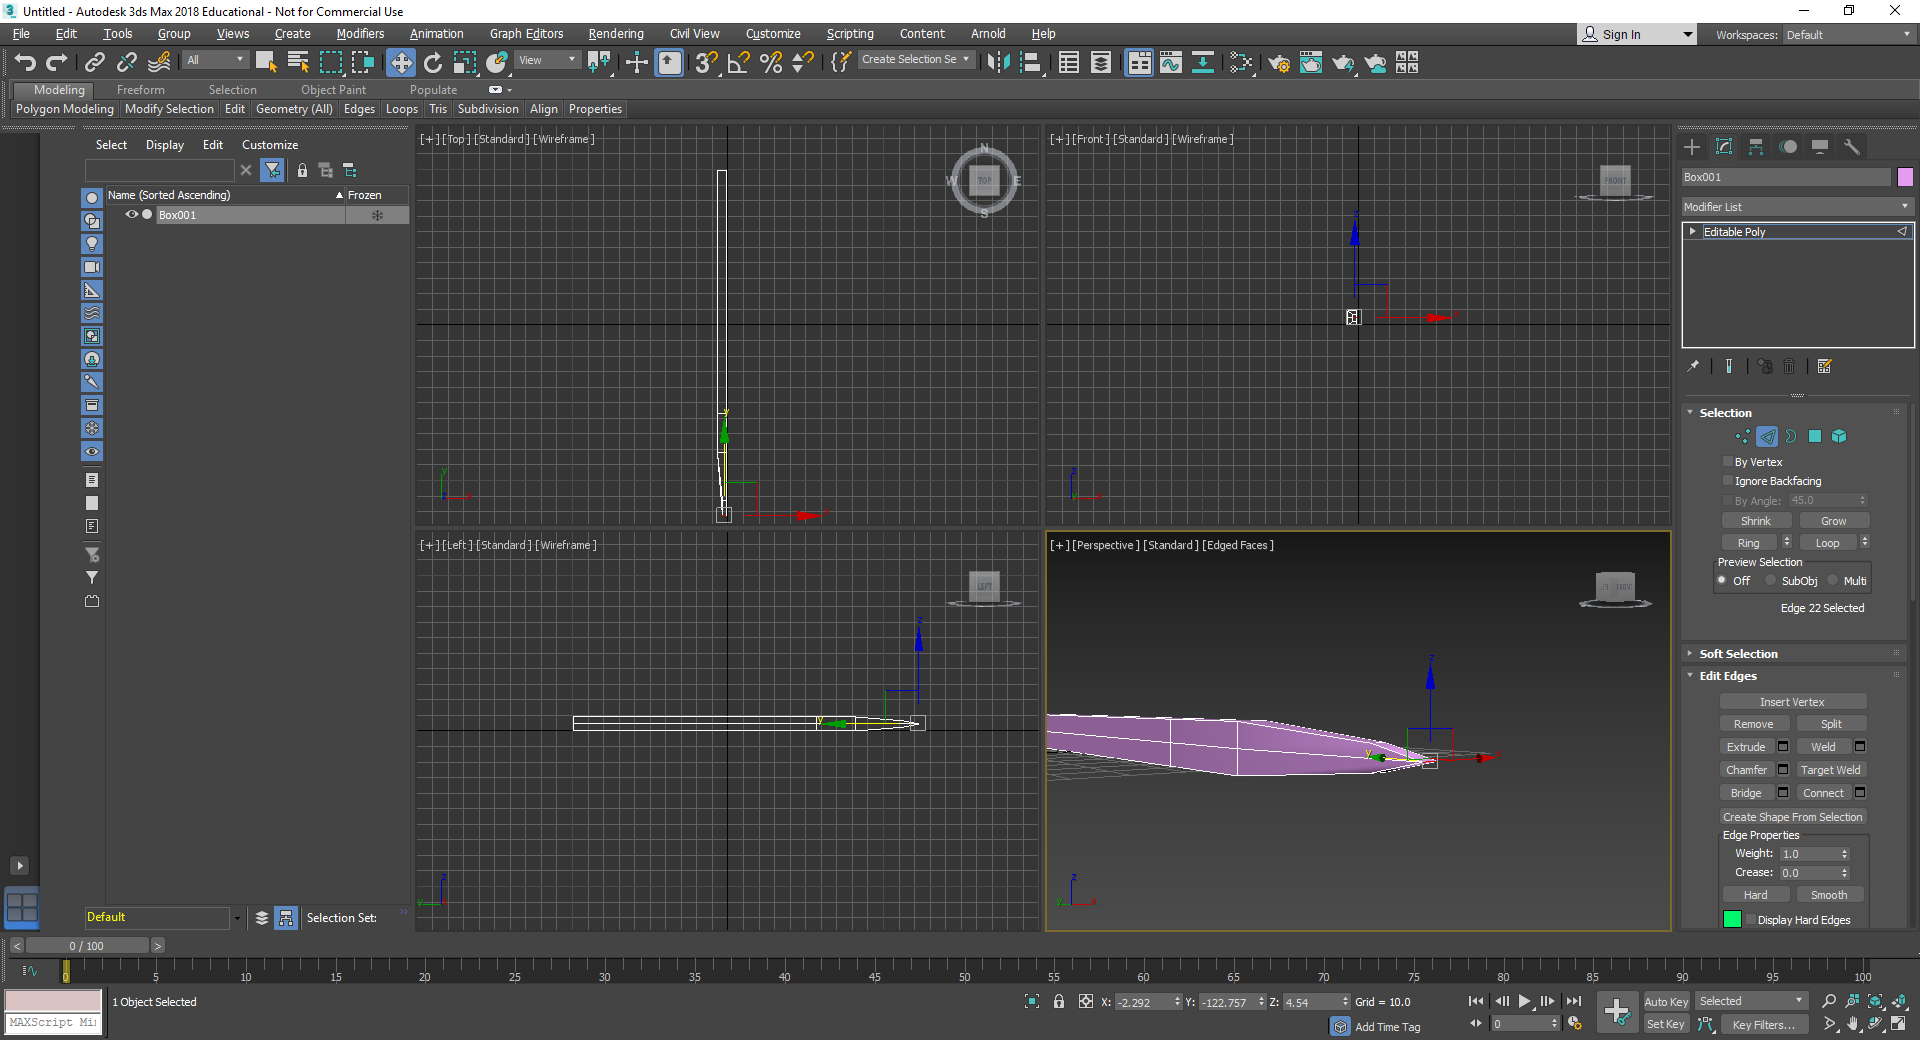 Untitled - Autodesk 3ds Max 2018 Educational - Not for Commercial Use
File Edit Tools Group Views Create Modifiers Animation Graph Editors Rendering Civil View Customize Scripting Content Arnold Help
Sign In
Workspaces: Default
All
View
Create Selection Se
Modeling Freeform Selection Object Paint Populate
Polygon Modeling Modify Selection Edit Geometry (All) Edges Loops Tris Subdivision Align Properties
Select Display Edit Customize
Name (Sorted Ascending) Frozen
Box001
Default
Selection Set:
[+] [Top] [Standard] [Wireframe]
N
W TOP E
S
y
x
y
z
[+] [Front] [Standard] [Wireframe]
FRONT
z
z
[+] [Left] [Standard] [Wireframe]
LEFT
z
y
z
y
[+] [Perspective] [Standard] [Edged Faces]
z
y
z
y
x
Box001
Modifier List
Editable Poly
Selection
By Vertex
Ignore Backfacing
By Angle: 45.0
Shrink Grow
Ring Loop
Preview Selection
Off SubObj Multi
Edge 22 Selected
Soft Selection
Edit Edges
Insert Vertex
Remove Split
Extrude Weld
Chamfer Target Weld
Bridge Connect
Create Shape From Selection
Edge Properties
Weight: 1.0
Crease: 0.0
Hard Smooth
Display Hard Edges
< 0 / 100 >
0 5 10 15 20 25 30 35 40 45 50 55 60 65 70 75 80 85 90 95 100
1 Object Selected
MAXScript Mi
X: -2.292 Y: -122.757 Z: 4.54 Grid = 10.0
Add Time Tag
0
Auto Key Selected
Set Key Key Filters...